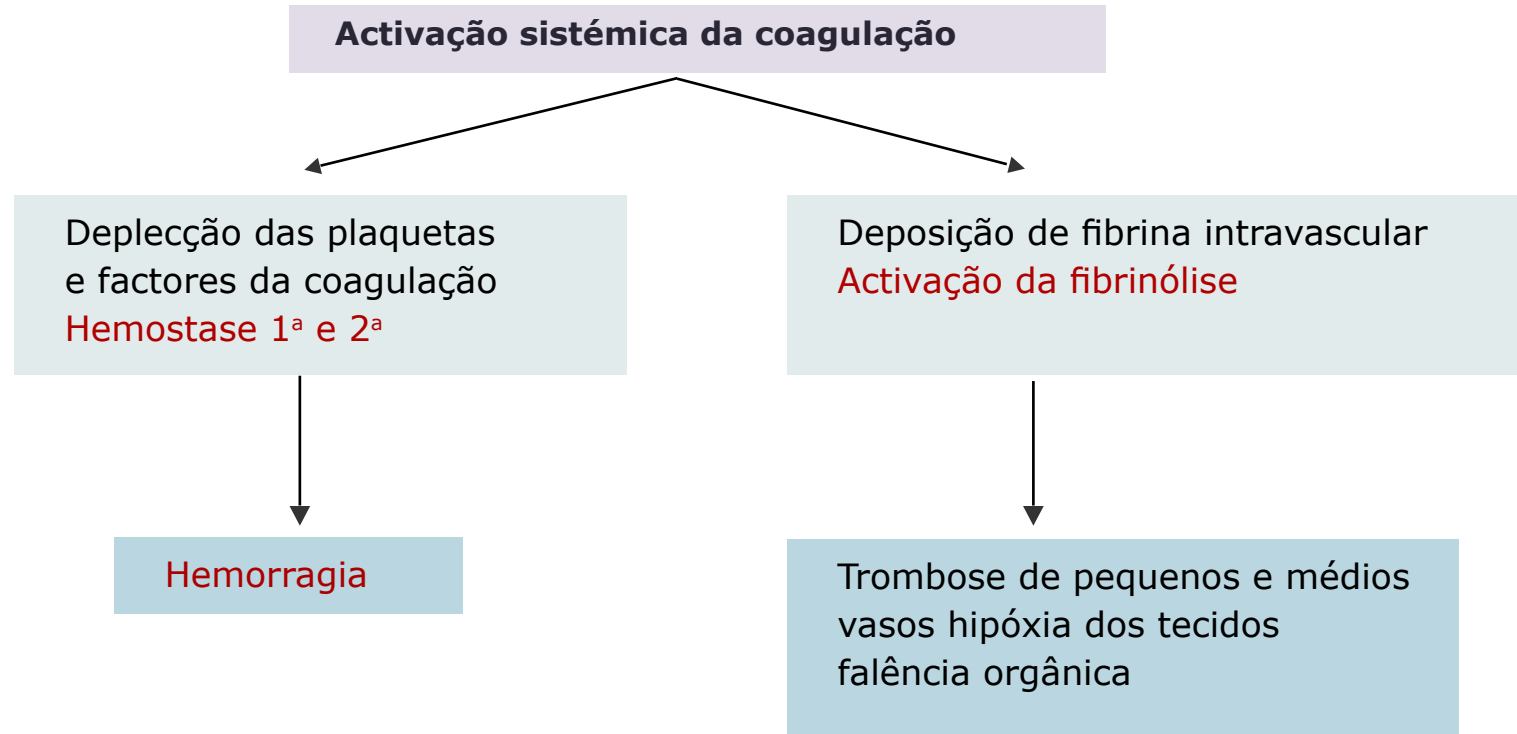 Activação sistémica da coagulação
Deplecção das plaquetas
e factores da coagulação
Hemostase 1ª e 2ª
Deposição de fibrina intravascular
Activação da fibrinólise
Hemorragia
Trombose de pequenos e médios
vasos hipóxia dos tecidos
falência orgânica